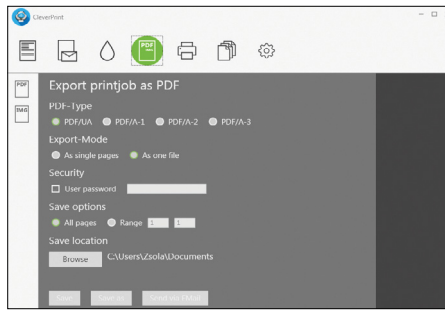 CleverPrint
PDF
PDF
IMG
Export printjob as PDF
PDF-Type
PDF/UA PDF/A-1 PDF/A-2 PDF/A-3
Export-Mode
As single pages As one file
Security
User password
Save options
All pages Range 1 1
Save location
Browse C:\Users\Zsola\Documents
Save Save as Send via EMail